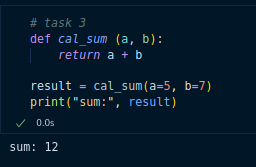 # task 3
def cal_sum (a, b):
    return a + b
result = cal_sum(a=5, b=7)
print("sum:", result)
0.0s
sum: 12